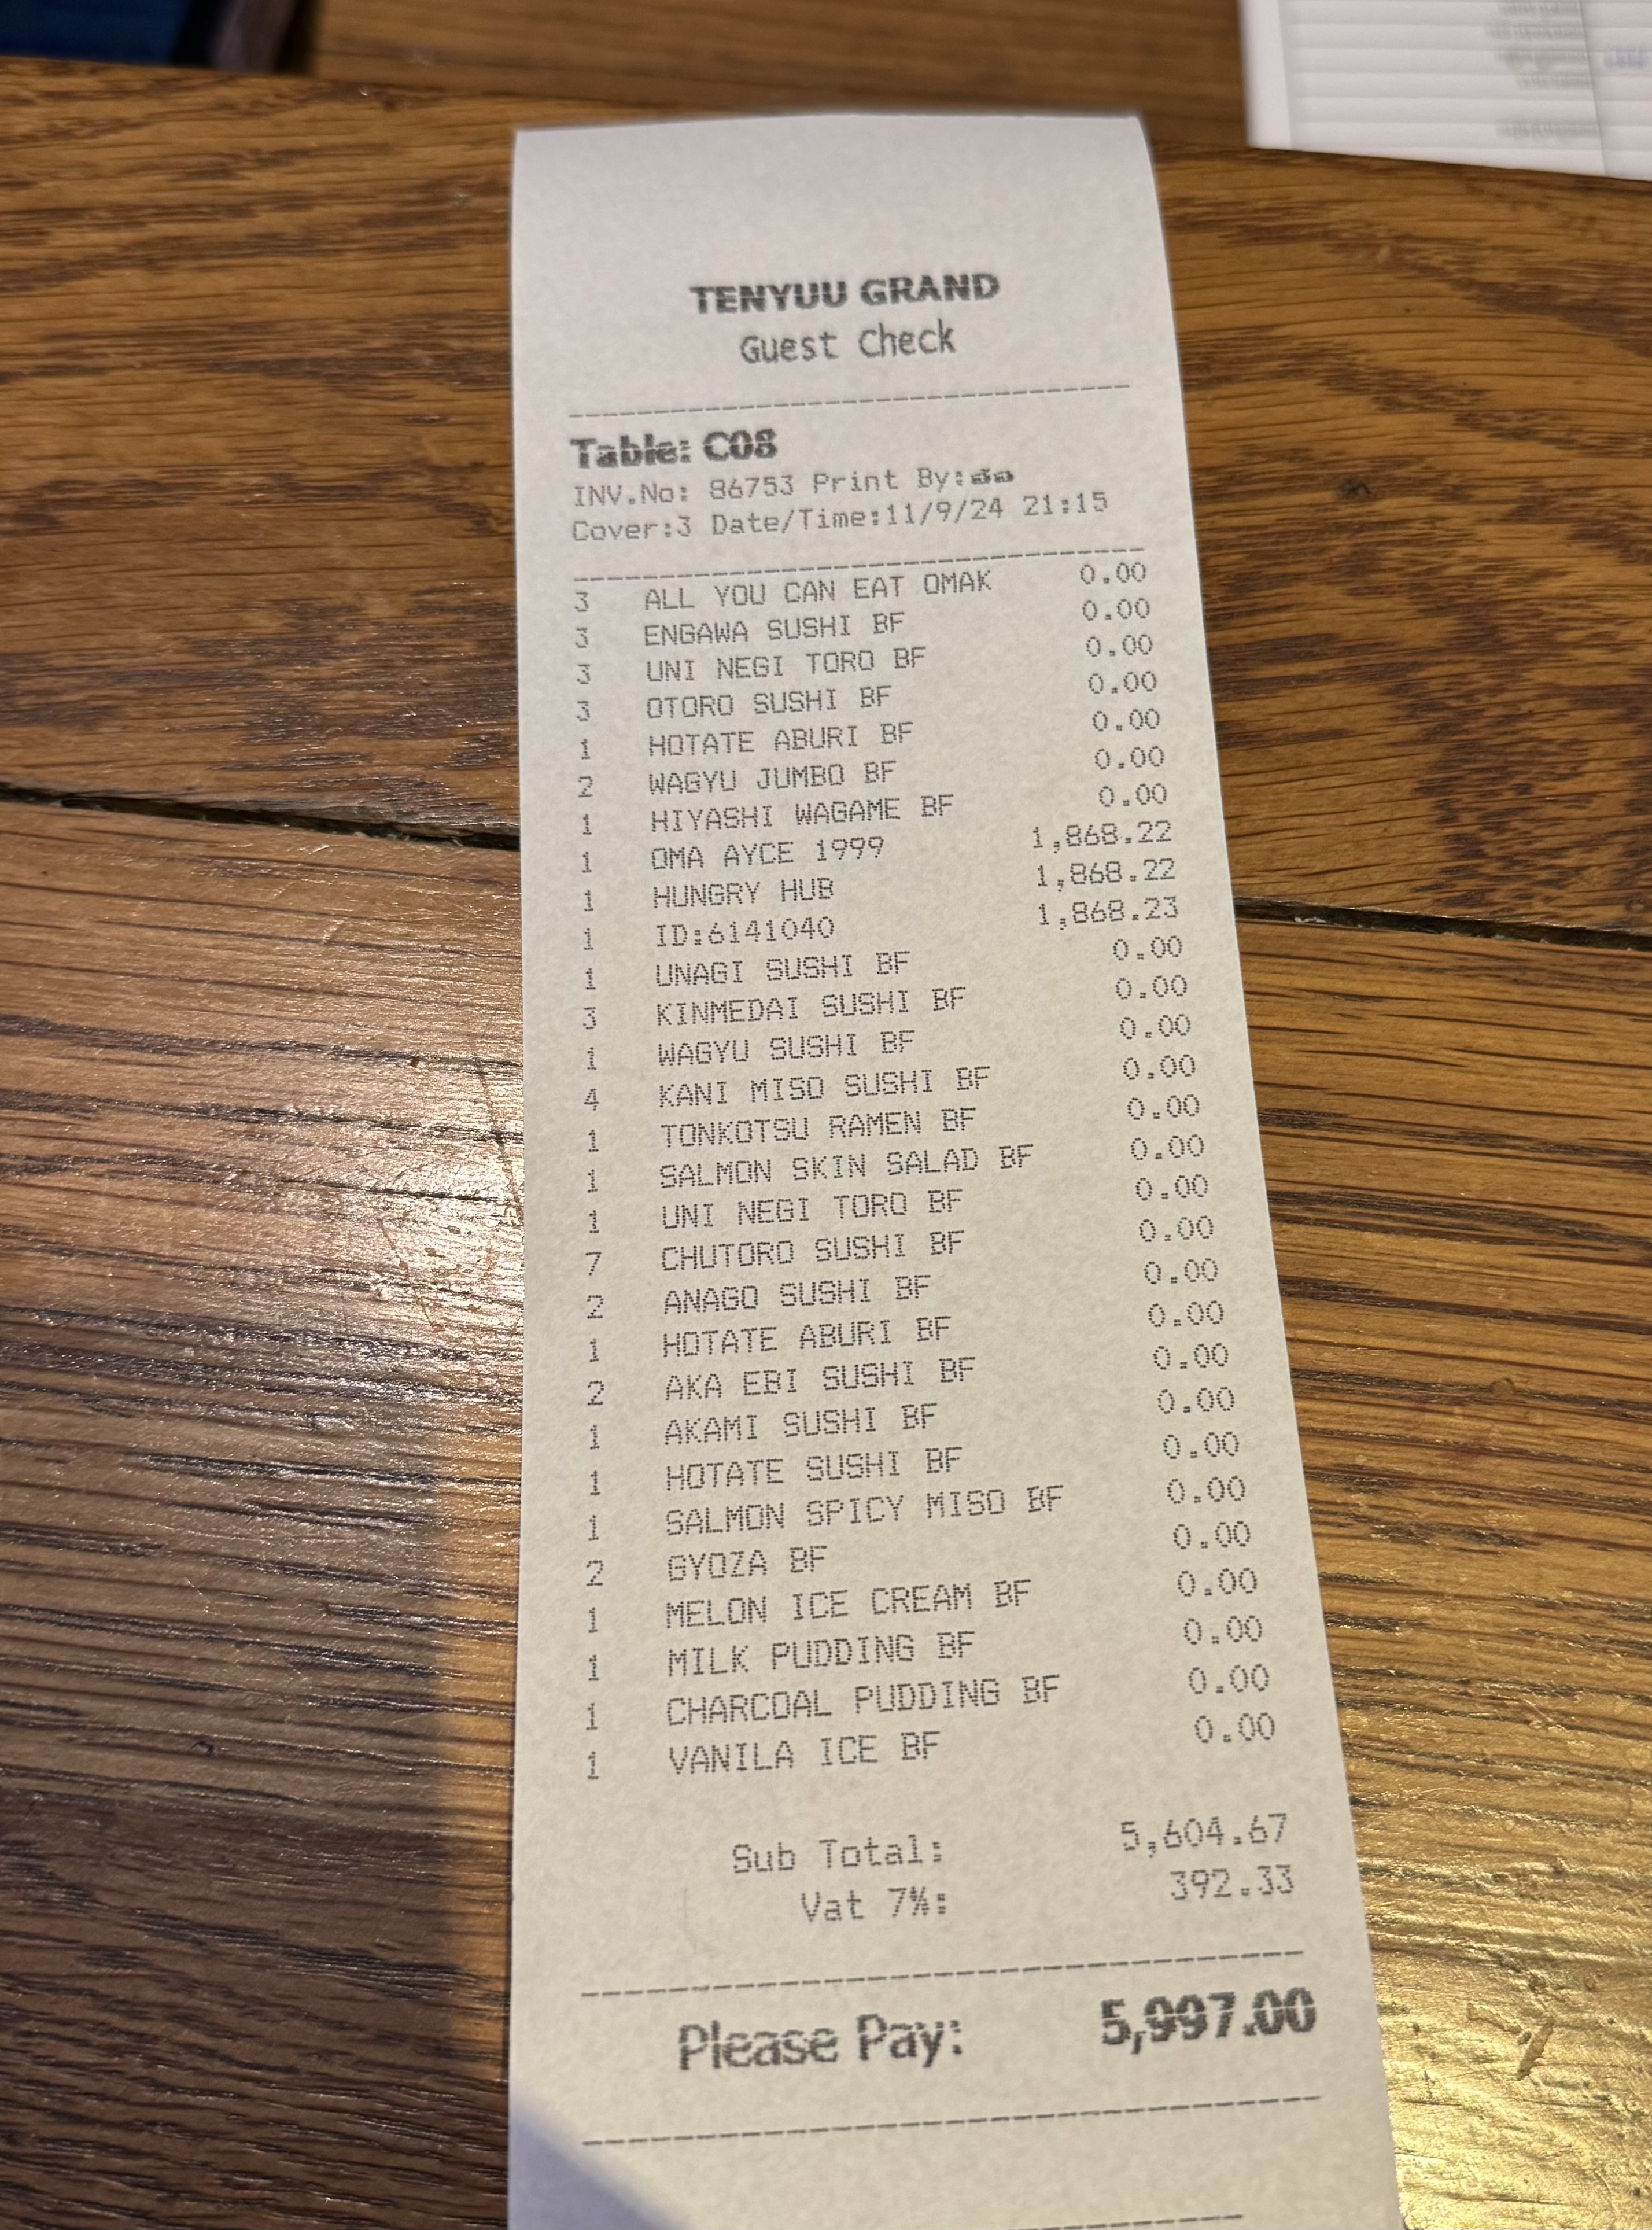 TENYUU GRAND
Guest Check
Table: C08
INV.No: 86753 Print By:
Cover:3 Date/Time:11/9/24 21:15
3 ALL YOU CAN EAT OMAK 0.00
3 ENGAWA SUSHI BF 0.00
3 UNI NEGI TORO BF 0.00
3 OTORO SUSHI BF 0.00
1 HOTATE ABURI BF 0.00
2 WAGYU JUMBO BF 0.00
1 HIYASHI WAGAME BF 0.00
1 OMA AYCE 1999 1,868.22
1 HUNGRY HUB 1,868.22
1 ID:6141040 1,868.23
1 UNAGI SUSHI BF 0.00
3 KINMEDAI SUSHI BF 0.00
1 WAGYU SUSHI BF 0.00
4 KANI MISO SUSHI BF 0.00
1 TONKOTSU RAMEN BF 0.00
1 SALMON SKIN SALAD BF 0.00
1 UNI NEGI TORO BF 0.00
7 CHUTORO SUSHI BF 0.00
2 ANAGO SUSHI BF 0.00
1 HOTATE ABURI BF 0.00
2 AKA EBI SUSHI BF 0.00
1 AKAMI SUSHI BF 0.00
1 HOTATE SUSHI BF 0.00
1 SALMON SPICY MISO BF 0.00
2 GYOZA BF 0.00
1 MELON ICE CREAM BF 0.00
1 MILK PUDDING BF 0.00
1 CHARCOAL PUDDING BF 0.00
1 VANILA ICE BF 0.00
Sub Total: 5,604.67
Vat 7%: 392.33
Please Pay: 5,997.00